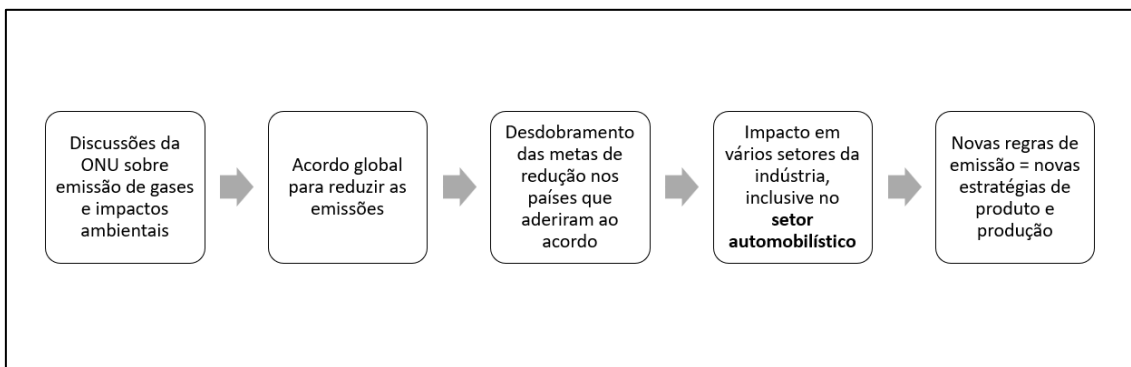 Discussões da
ONU sobre
emissão de gases
e impactos
ambientais
Acordo global
para reduzir as
emissões
Desdobramento
das metas de
redução nos
países que
aderiram ao
acordo
Impacto em
vários setores da
indústria,
inclusive no
setor
automobilístico
Novas regras de
emissão = novas
estratégias de
produto e
produção